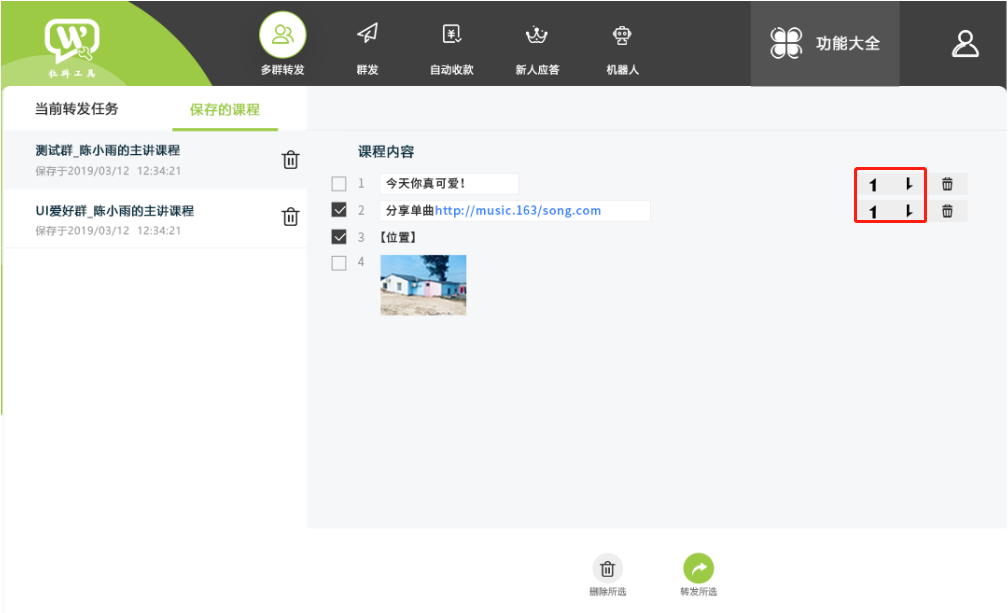 社群工具
多群转发
群发
自动收款
新人应答
机器人
功能大全
当前转发任务
保存的课程
测试群_陈小雨的主讲课程
保存于2019/03/12 12:34:21
UI爱好群_陈小雨的主讲课程
保存于2019/03/12 12:34:21
课程内容
1 今天你真可爱!
2 分享单曲http://music.163/song.com
3 【位置】
4
删除所选
转发所选